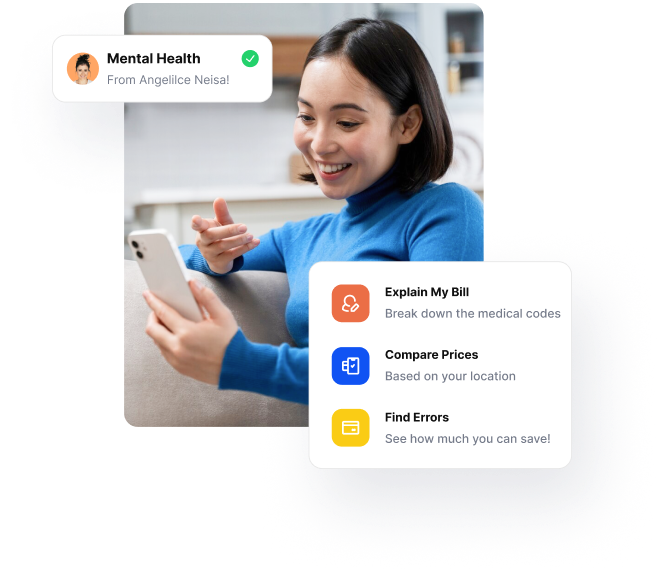 Mental Health
From Angelilce Neisa!
Explain My Bill
Break down the medical codes
Compare Prices
Based on your location
Find Errors
See how much you can save!